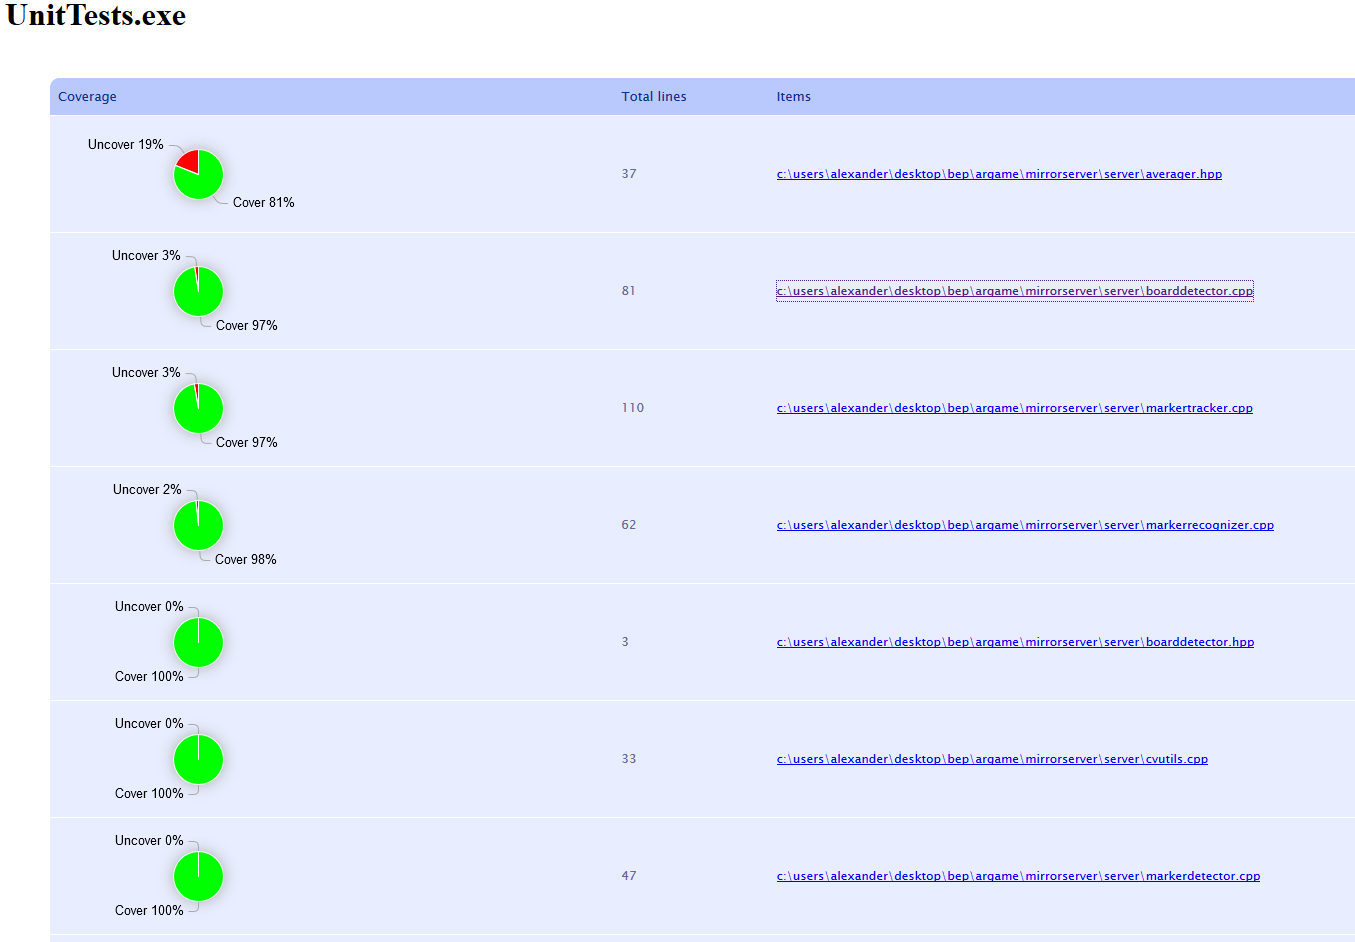 UnitTests.exe
Coverage Total lines Items
Uncover 19%
37 c:\users\alexander\desktop\bep\argame\mirrorserver\server\averager.hpp
Cover 81%
Uncover 3%
81 c:\users\alexander\desktop\bep\argame\mirrorserver\server\boarddetector.cpp
Cover 97%
Uncover 3%
110 c:\users\alexander\desktop\bep\argame\mirrorserver\server\markertracker.cpp
Cover 97%
Uncover 2%
62 c:\users\alexander\desktop\bep\argame\mirrorserver\server\markerrecognizer.cpp
Cover 98%
Uncover 0%
3 c:\users\alexander\desktop\bep\argame\mirrorserver\server\boarddetector.hpp
Cover 100%
Uncover 0%
33 c:\users\alexander\desktop\bep\argame\mirrorserver\server\cvutils.cpp
Cover 100%
Uncover 0%
47 c:\users\alexander\desktop\bep\argame\mirrorserver\server\markerdetector.cpp
Cover 100%